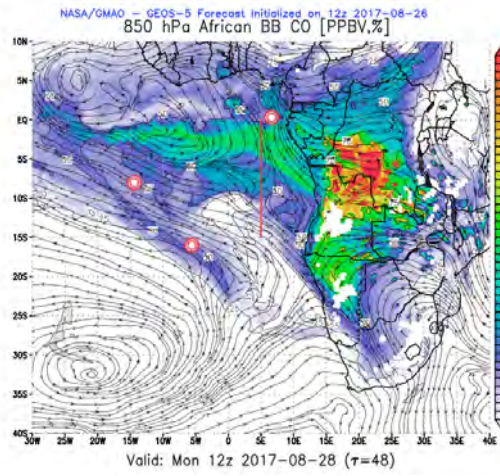 NASA/GMAO - GEOS-5 Forecast Initialized on 12z 2017-08-26
850 hPa African BB CO [PPBV,%]
10N
5N
EQ
5S
10S
15S
20S
25S
30S
35S
40S
30W 25W 20W 15W 10W 5W 0 5E 10E 15E 20E 25E 30E 35E 40E
Valid: Mon 12z 2017-08-28 (τ=48)